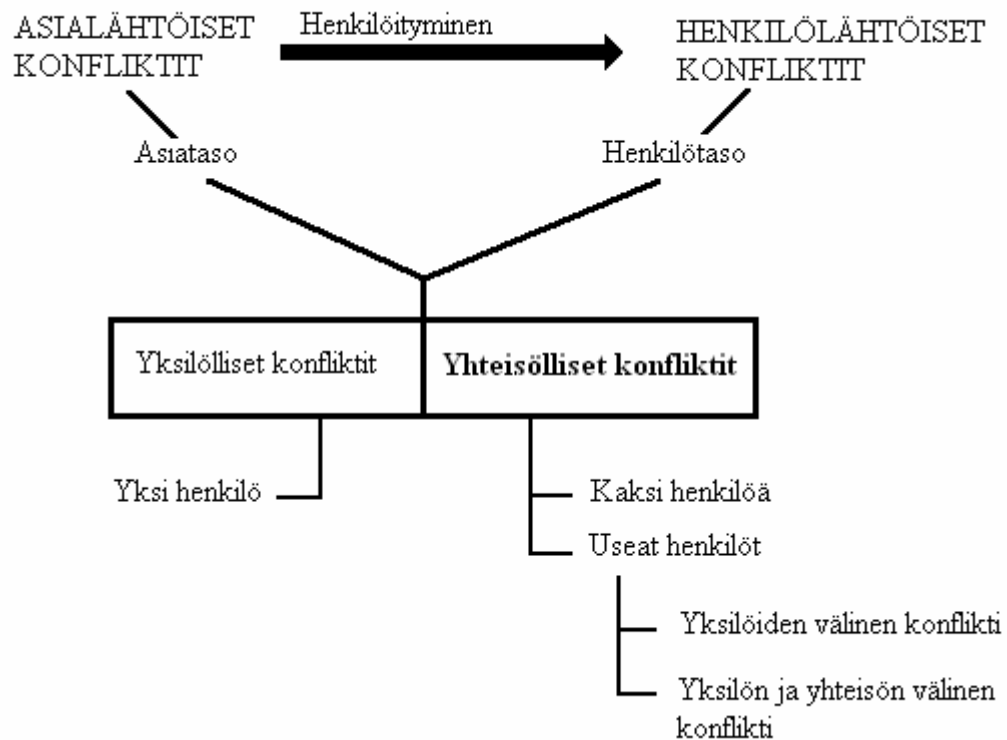 ASIALÄHTÖISET
KONFLIKTIT
Henkilöityminen
HENKILÖLÄHTÖISET
KONFLIKTIT
Asiataso
Henkilötaso
Yksilölliset konfliktit
Yhteisölliset konfliktit
Yksi henkilö
Kaksi henkilöä
Useat henkilöt
Yksilöiden välinen konflikti
Yksilön ja yhteisön välinen
konflikti